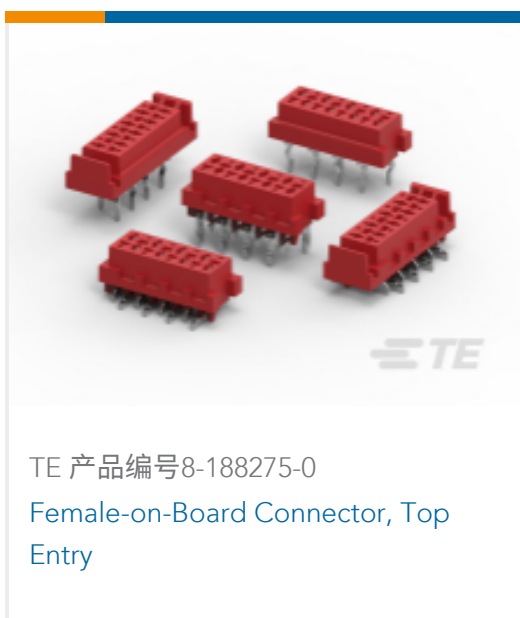 TE
TE 产品编号8-188275-0
Female-on-Board Connector, Top
Entry